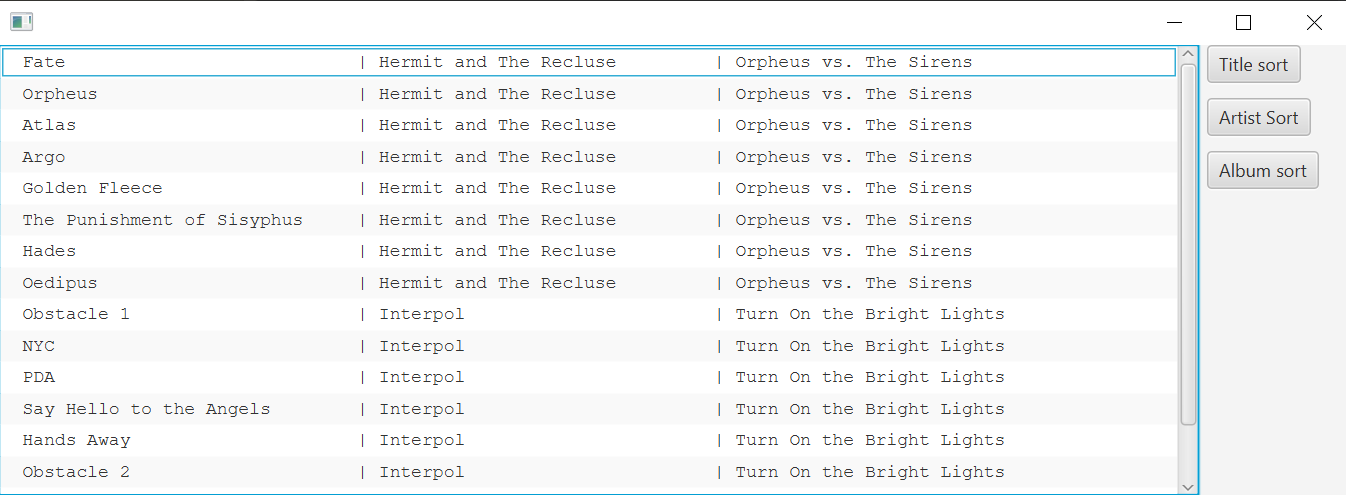 Fate | Hermit and The Recluse | Orpheus vs. The Sirens
Orpheus | Hermit and The Recluse | Orpheus vs. The Sirens
Atlas | Hermit and The Recluse | Orpheus vs. The Sirens
Argo | Hermit and The Recluse | Orpheus vs. The Sirens
Golden Fleece | Hermit and The Recluse | Orpheus vs. The Sirens
The Punishment of Sisyphus | Hermit and The Recluse | Orpheus vs. The Sirens
Hades | Hermit and The Recluse | Orpheus vs. The Sirens
Oedipus | Hermit and The Recluse | Orpheus vs. The Sirens
Obstacle 1 | Interpol | Turn On the Bright Lights
NYC | Interpol | Turn On the Bright Lights
PDA | Interpol | Turn On the Bright Lights
Say Hello to the Angels | Interpol | Turn On the Bright Lights
Hands Away | Interpol | Turn On the Bright Lights
Obstacle 2 | Interpol | Turn On the Bright Lights
Title sort
Artist Sort
Album sort